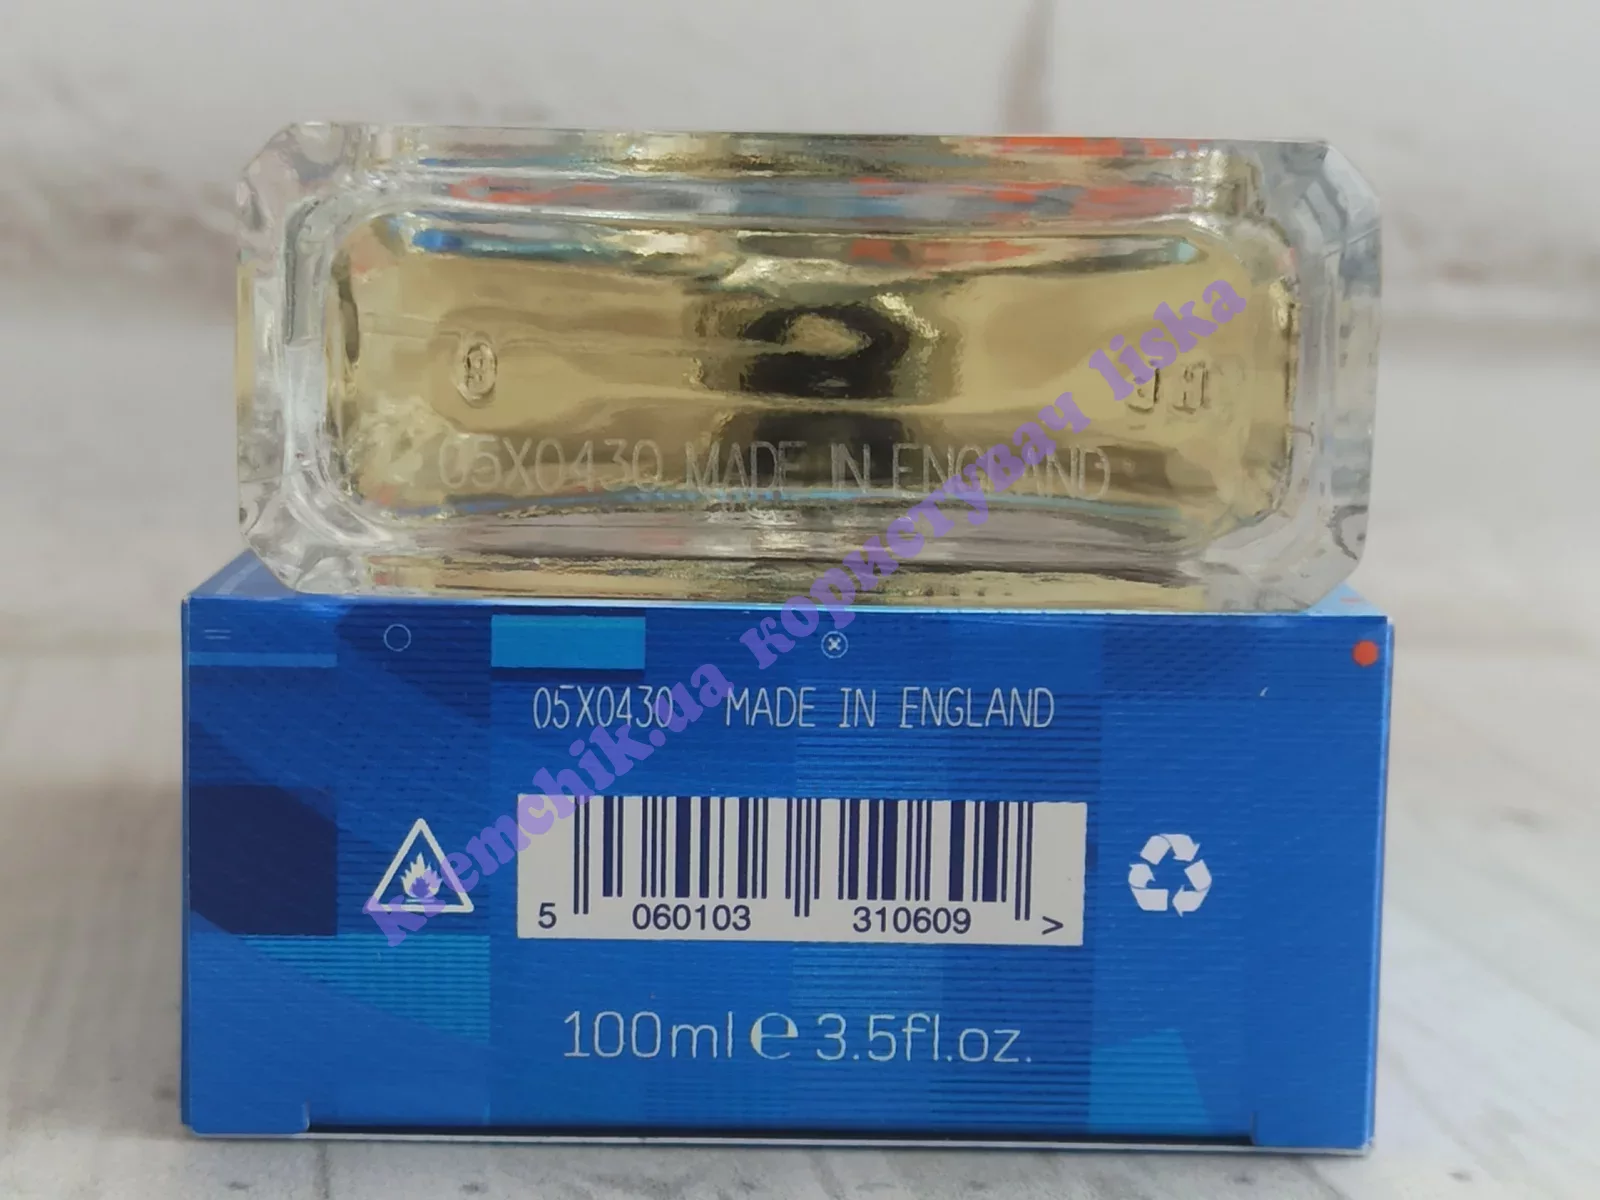 05X0430 MADE IN ENGLAND
05X0430 MADE IN ENGLAND
5 060103 310609 >
100ml e 3.5fl.oz.
kremchik.ua користувач liska